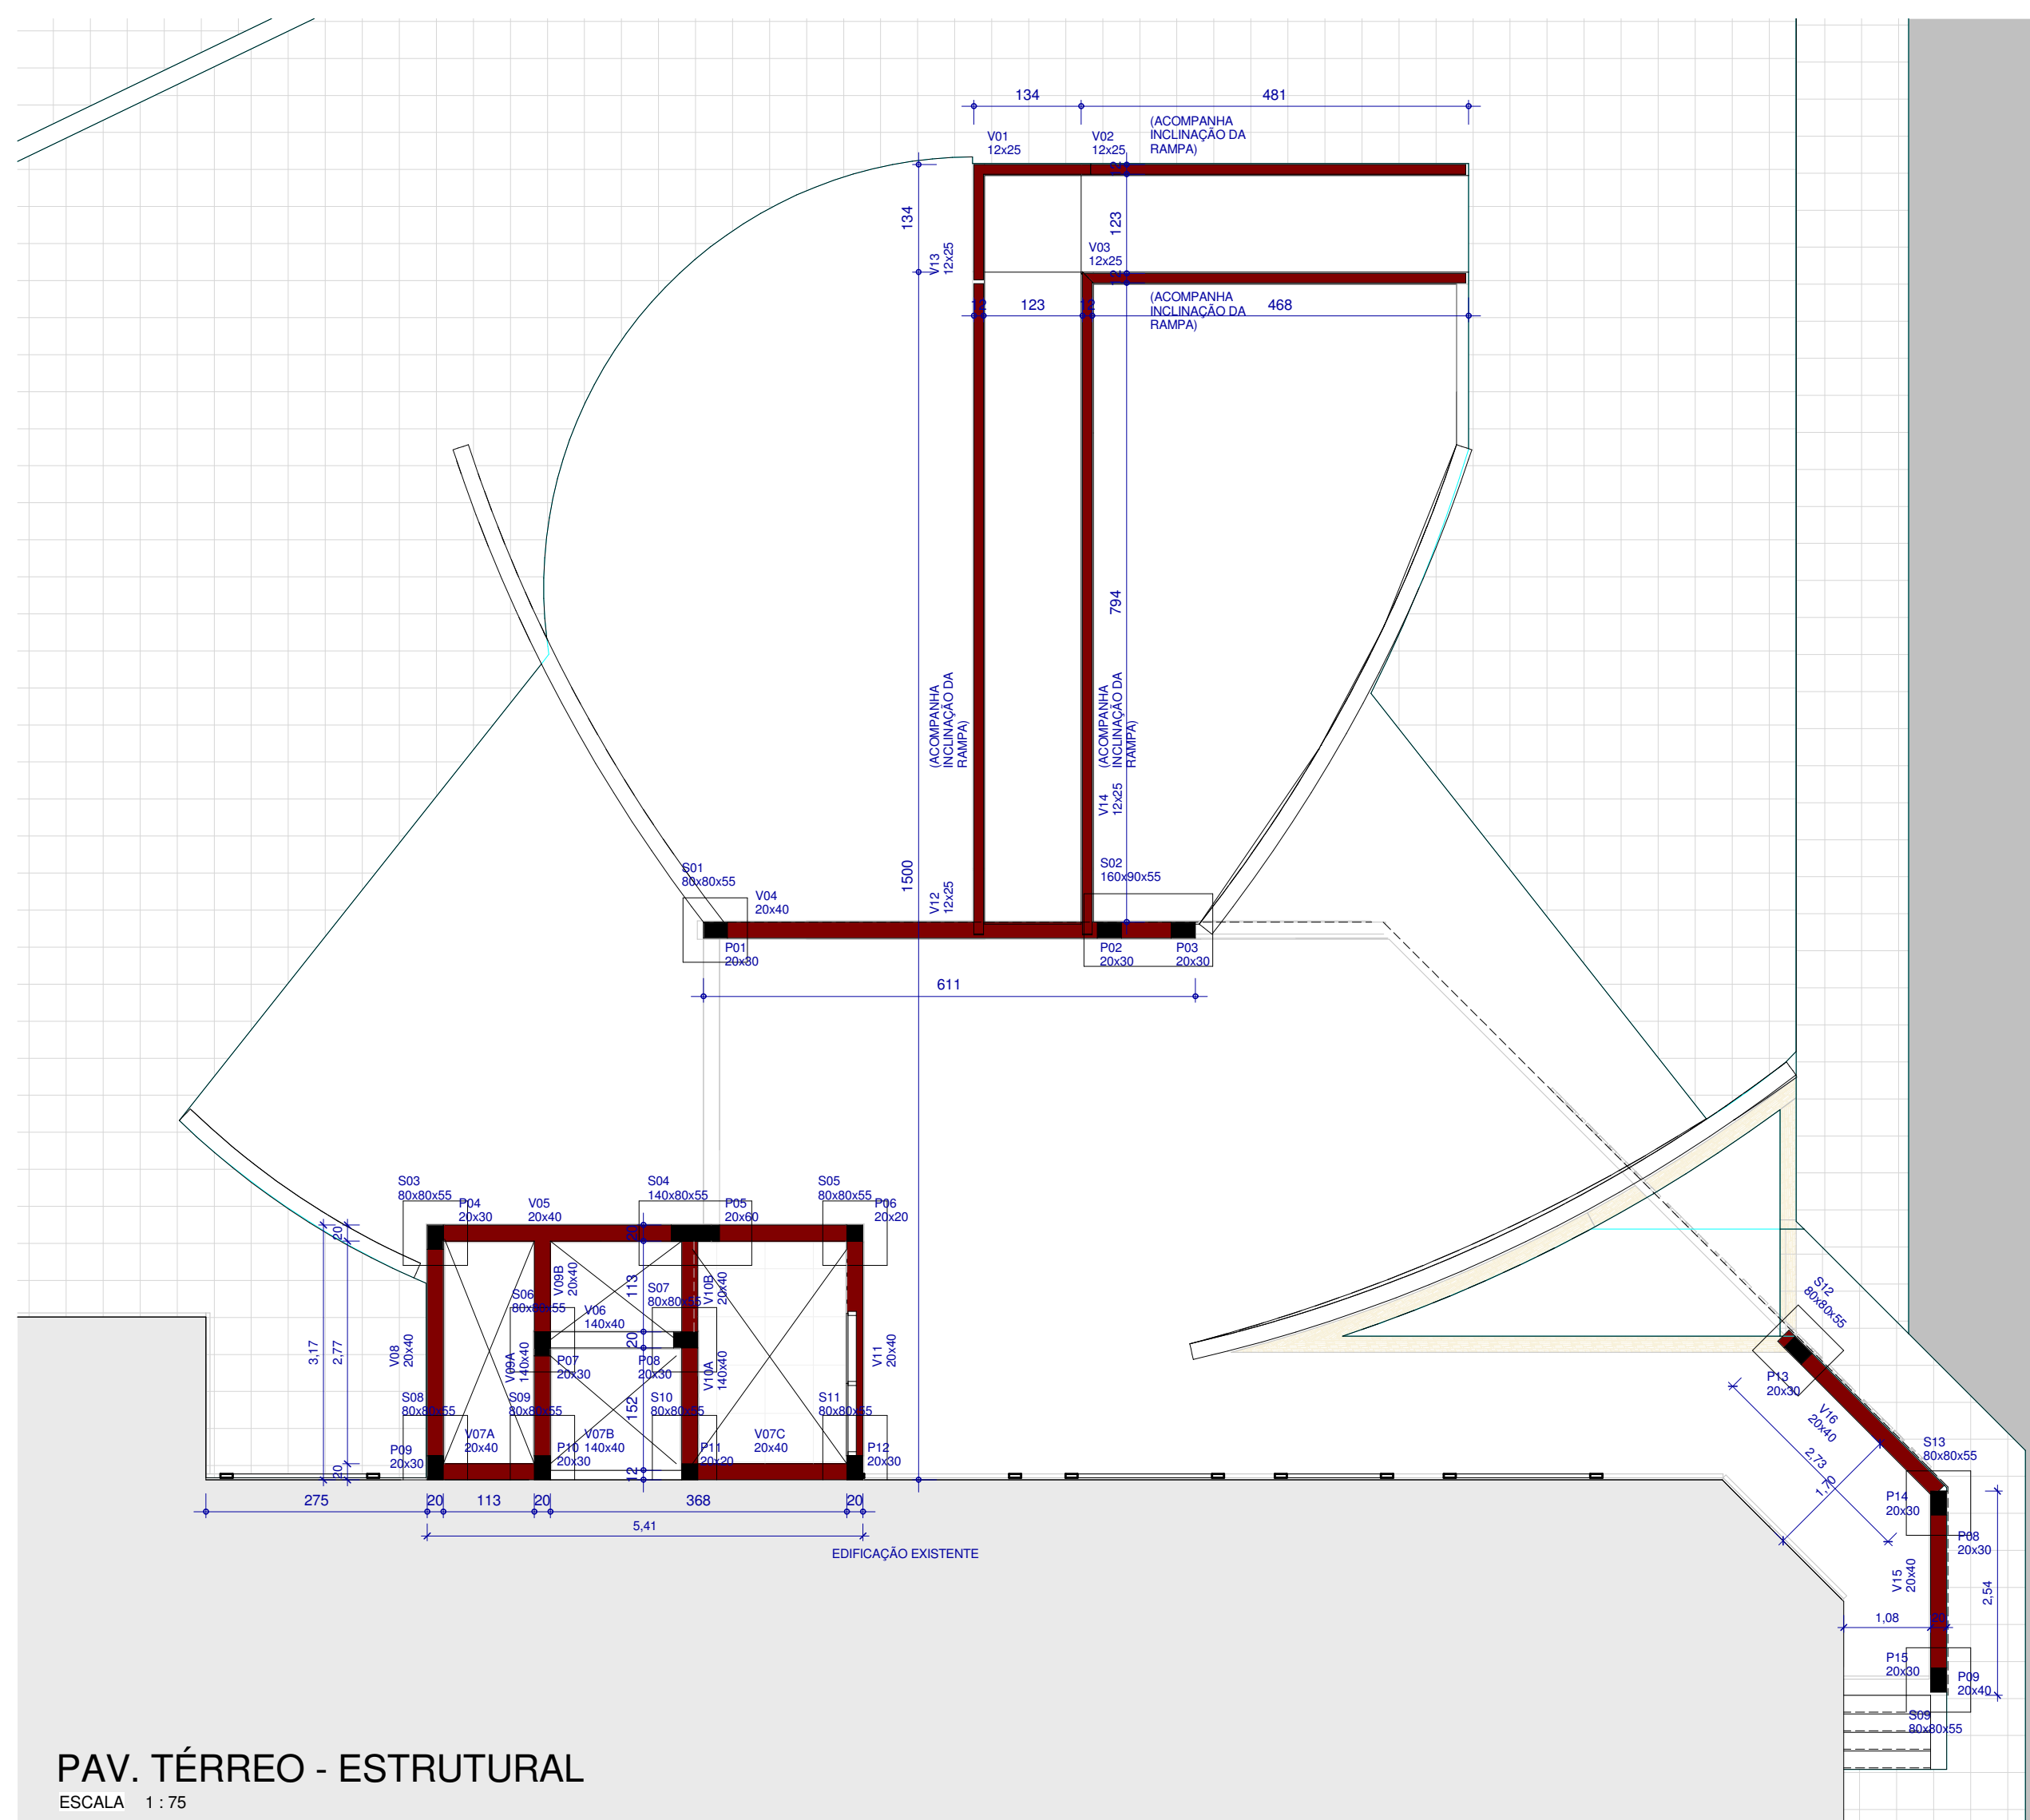 134
481
(ACOMPANHA
INCLINAÇÃO DA
RAMPA)
V01
12x25
V02
12x25
12
134
123
V13
12x25
V03
12x25
12
(ACOMPANHA
INCLINAÇÃO DA
RAMPA)
12
123
12
468
794
(ACOMPANHA
INCLINAÇÃO DA
RAMPA)
(ACOMPANHA
INCLINAÇÃO DA
RAMPA)
V14
12x25
1500
V12
12x25
S01
80x80x55
V04
20x40
S02
160x90x55
P01
20x30
P02
20x30
P03
20x30
611
S03
80x80x55
P04
20x30
V05
20x40
S04
140x80x55
P05
20x60
S05
80x80x55
P06
20x20
20
20
3,17
2,77
V08
20x40
V09B
20x40
113
S06
80x80x55
S07
80x80x55
V10B
20x40
V06
140x40
20
V09A
140x40
P07
20x30
P08
20x30
V10A
140x40
V11
20x40
S08
80x80x55
S09
80x80x55
152
S10
80x80x55
S11
80x80x55
P09
20x30
V07A
20x40
P10
20x30
V07B
140x40
P11
20x20
V07C
20x40
P12
20x30
20
12
275
20
113
20
368
20
5,41
EDIFICAÇÃO EXISTENTE
S12
80x80x55
P13
20x30
V16
20x40
2,73
1,70
S13
80x80x55
P14
20x30
P08
20x30
V15
20x40
2,54
1,08
20
P15
20x30
P09
20x40
S09
80x80x55
PAV. TÉRREO - ESTRUTURAL
ESCALA 1 : 75